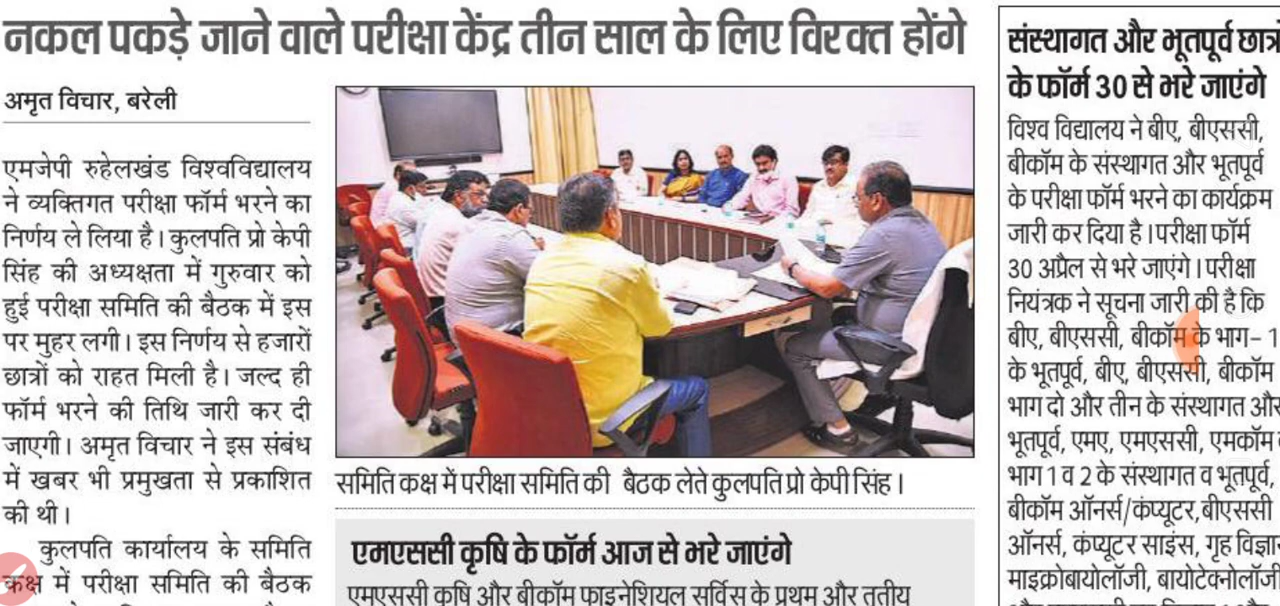 नकल पकड़े जाने वाले परीक्षा केंद्र तीन साल के लिए विरक्त होंगे
अमृत विचार, बरेली
एमजेपी रुहेलखंड विश्वविद्यालय
ने व्यक्तिगत परीक्षा फॉर्म भरने का
निर्णय ले लिया है। कुलपति प्रो केपी
सिंह की अध्यक्षता में गुरुवार को
हुई परीक्षा समिति की बैठक में इस
पर मुहर लगी। इस निर्णय से हजारों
छात्रों को राहत मिली है। जल्द ही
फॉर्म भरने की तिथि जारी कर दी
जाएगी। अमृत विचार ने इस संबंध
में खबर भी प्रमुखता से प्रकाशित
की थी।
कुलपति कार्यालय के समिति
कक्ष में परीक्षा समिति की बैठक
समिति कक्ष में परीक्षा समिति की बैठक लेते कुलपति प्रो केपी सिंह।
एमएससी कृषि के फॉर्म आज से भरे जाएंगे
एमएससी कृषि और बीकॉम फाइनेशियल सर्विस के प्रथम और तृतीय
संस्थागत और भूतपूर्व छात्रों
के फॉर्म 30 से भरे जाएंगे
विश्व विद्यालय ने बीए, बीएससी,
बीकॉम के संस्थागत और भूतपूर्व
के परीक्षा फॉर्म भरने का कार्यक्रम
जारी कर दिया है।परीक्षा फॉर्म
30 अप्रैल से भरे जाएंगे। परीक्षा
नियंत्रक ने सूचना जारी की है कि
बीए, बीएससी, बीकॉम के भाग– 1
के भूतपूर्व, बीए, बीएससी, बीकॉम
भाग दो और तीन के संस्थागत और
भूतपूर्व, एमए, एमएससी, एमकॉम
भाग 1 व 2 के संस्थागत व भूतपूर्व,
बीकॉम ऑनर्स/कंप्यूटर,बीएससी
ऑनर्स, कंप्यूटर साइंस, गृह विज्ञान
माइक्रोबायोलॉजी, बायोटेक्नोलॉजी